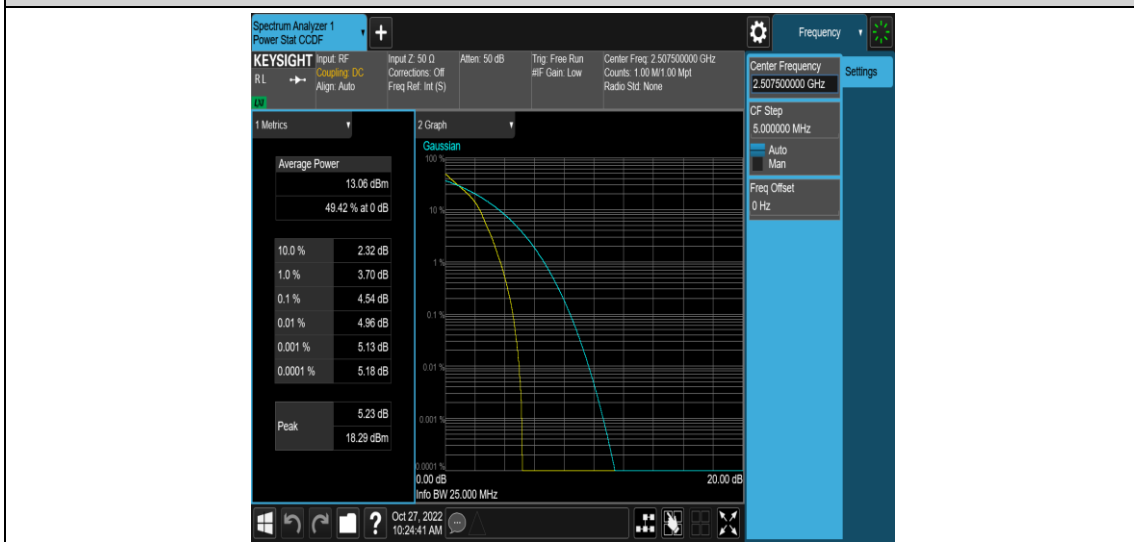 Spectrum Analyzer 1
Power Stat CCDF
+
Frequency
KEYSIGHT
RL
Input: RF
Coupling: DC
Align: Auto
Input Z: 50 Ω
Corrections: Off
Freq Ref: Int (S)
Atten: 50 dB
Trig: Free Run
#IF Gain: Low
Center Freq: 2.507500000 GHz
Counts: 1.00 M/1.00 Mpt
Radio Std: None
Center Frequency
2.507500000 GHz
Settings
CF Step
5.000000 MHz
Auto
Man
Freq Offset
0 Hz
1 Metrics
Average Power
13.06 dBm
49.42 % at 0 dB
10.0 % 2.32 dB
1.0 % 3.70 dB
0.1 % 4.54 dB
0.01 % 4.96 dB
0.001 % 5.13 dB
0.0001 % 5.18 dB
Peak
5.23 dB
18.29 dBm
2 Graph
Gaussian
100 %
10 %
1 %
0.1 %
0.01 %
0.001 %
0.0001 %
0.00 dB 20.00 dB
Info BW 25.000 MHz
?
Oct 27, 2022
10:24:41 AM